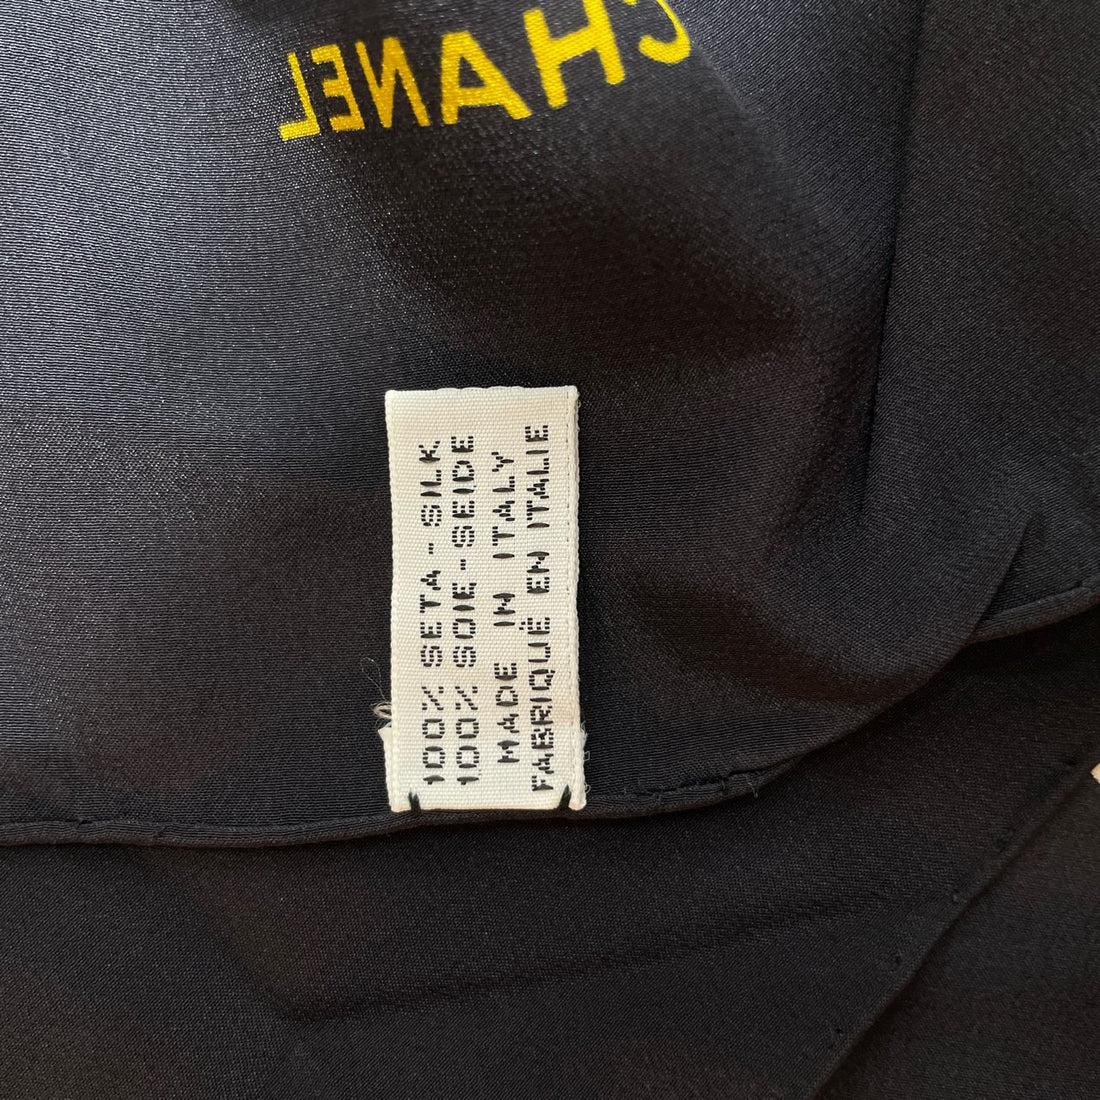 CHANEL
100% SETA-SILK
100% SOIE-SEIDE
MADE IN ITALY
FABRIQUÉ EN ITALIE